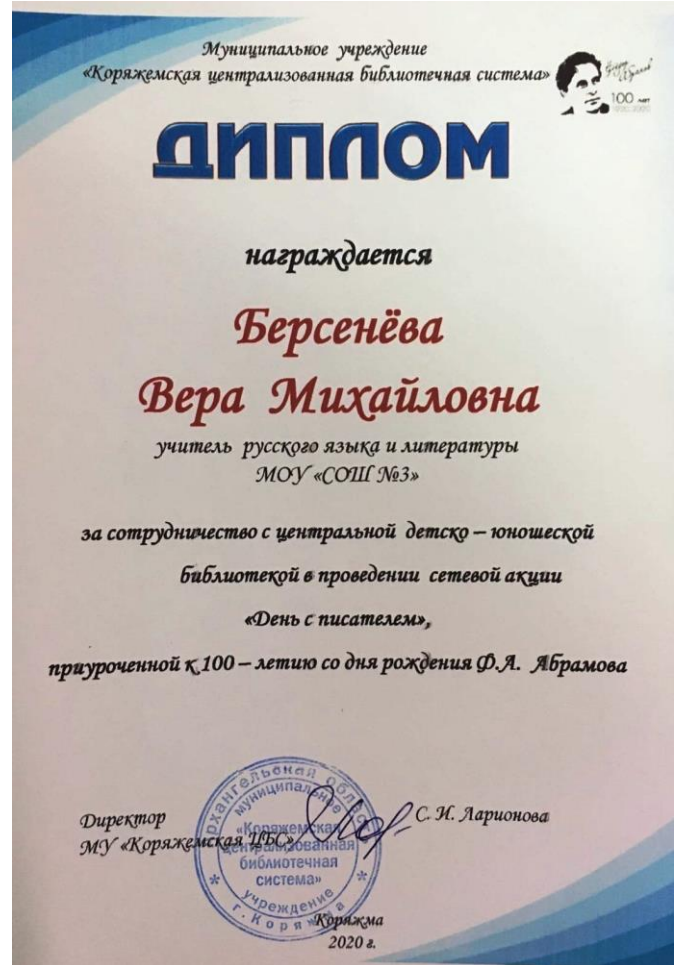 Муниципальное учреждение
«Коряжемская централизованная библиотечная система»
100 лет
ДИПЛОМ
награждается
Берсенёва
Вера Михайловна
учитель русского языка и литературы
МОУ «СОШ №3»
за сотрудничество с центральной детско – юношеской
библиотекой в проведении сетевой акции
«День с писателем»,
приуроченной к 100 – летию со дня рождения Ф.А. Абрамова
Директор
МУ «Коряжемская ЦБС»
С. И. Ларионова
Архангельская область
муниципальное
«Коряжемская
централизованная
библиотечная
система»
учреждение
г. Коряжма
Коряжма
2020 г.